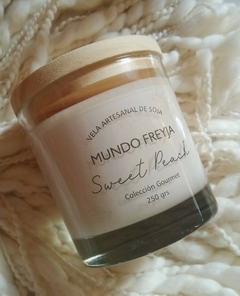 VELA ARTESANAL DE SOJA
MUNDO FREYJA
Sweet Peach
Colección Gourmet
250 grs